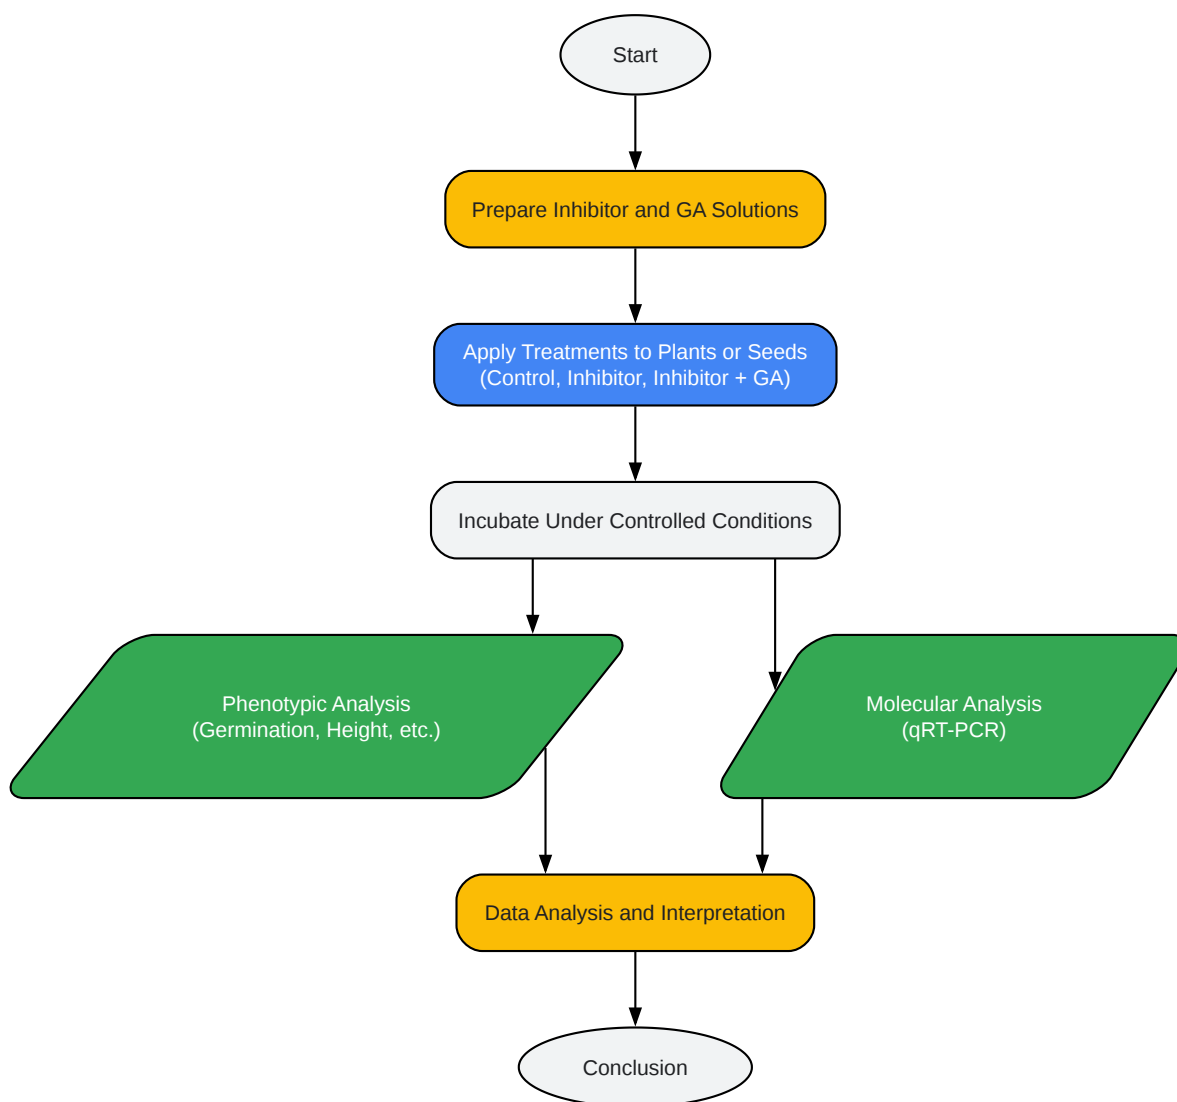 Start
Prepare Inhibitor and GA Solutions
Apply Treatments to Plants or Seeds
(Control, Inhibitor, Inhibitor + GA)
Incubate Under Controlled Conditions
Phenotypic Analysis
(Germination, Height, etc.)
Molecular Analysis
(qRT-PCR)
Data Analysis and Interpretation
Conclusion